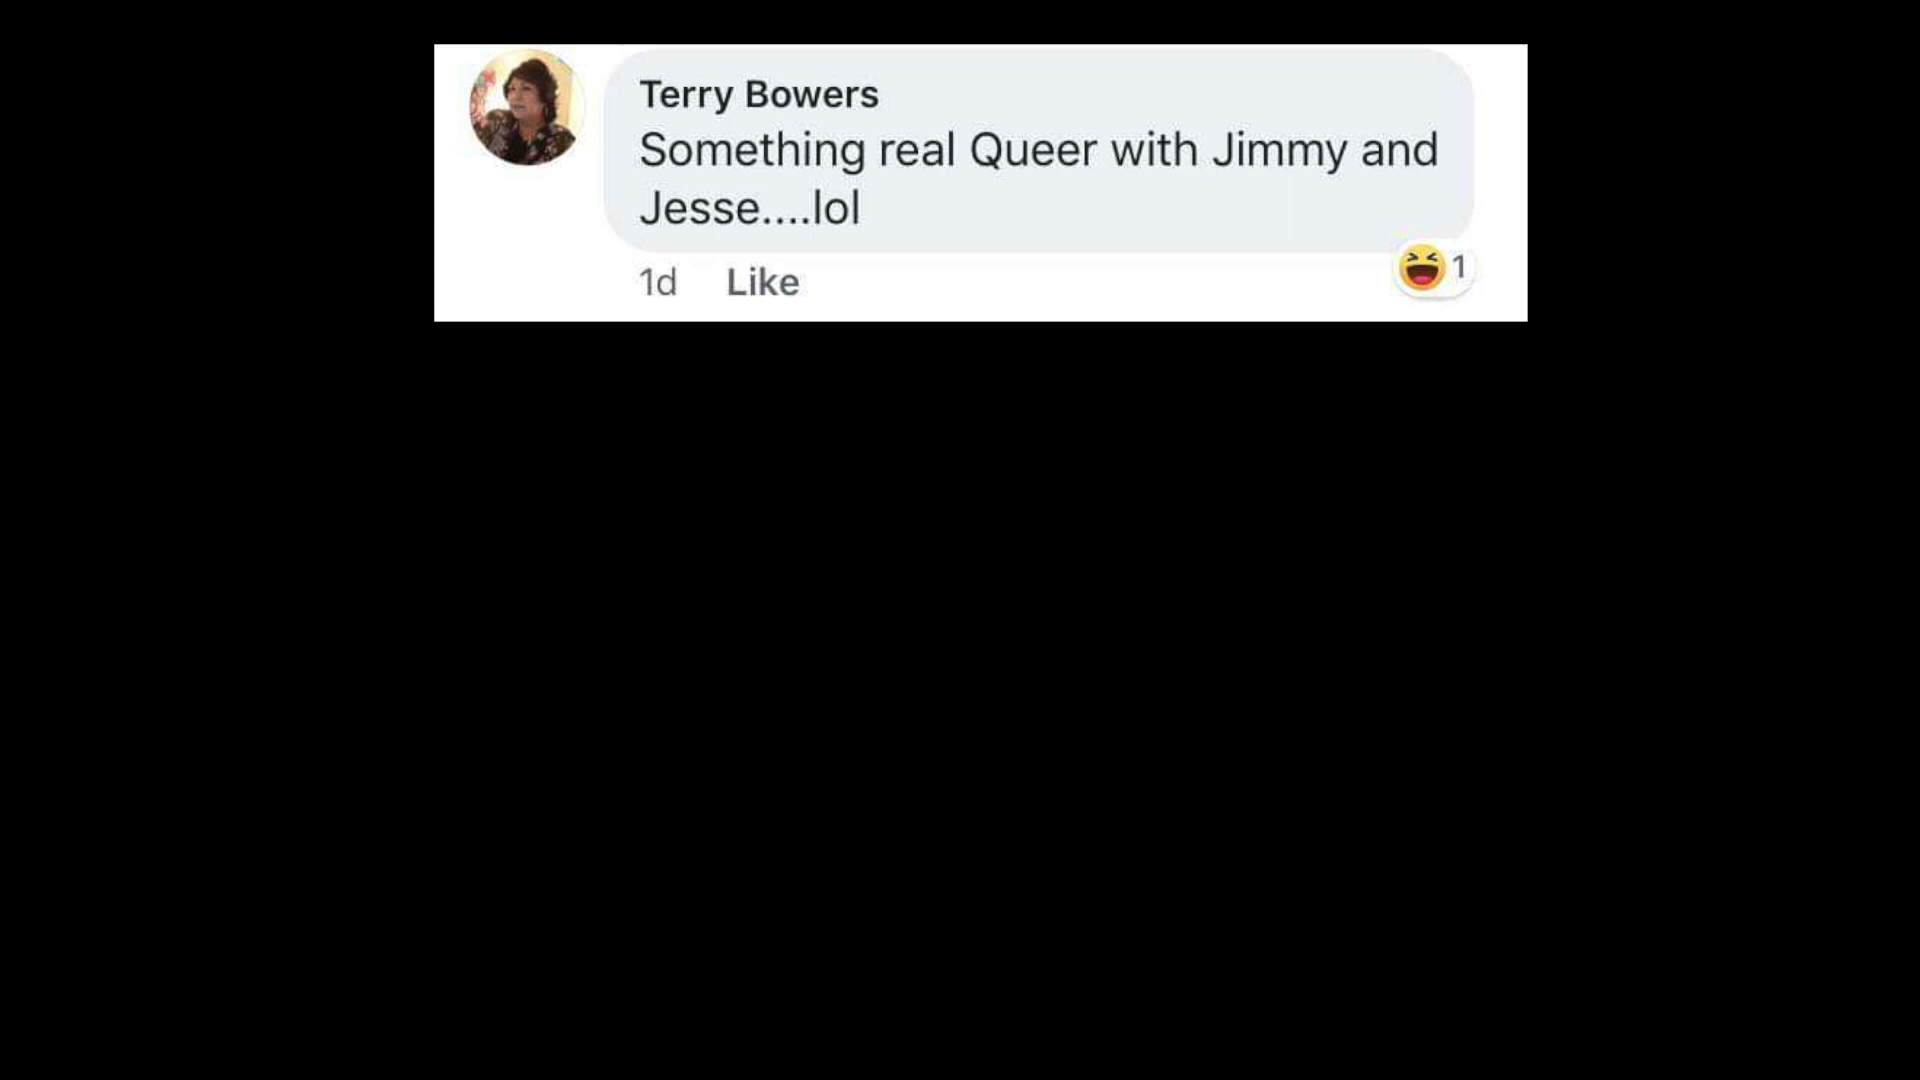 Terry Bowers
Something real Queer with Jimmy and
Jesse....lol
1d Like
1